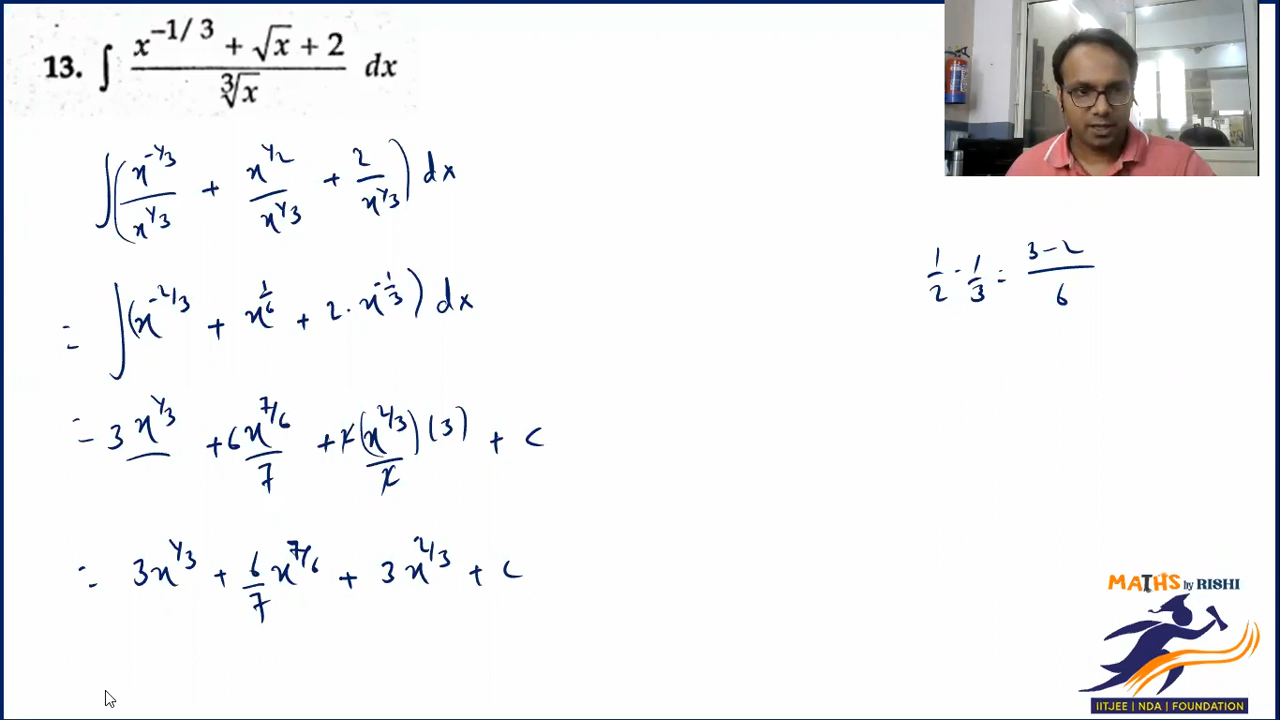 13. ∫ (x^{-1/3} + √x + 2)/∛x dx
∫(x^{-1/3}/x^{1/3} + x^{1/2}/x^{1/3} + 2/x^{1/3}) dx
1/2 - 1/3 = (3-2)/6
= ∫(x^{-2/3} + x^{1/6} + 2·x^{-1/3}) dx
= 3x^{1/3} + 6x^{7/6}/7 + 2(x^{2/3})/2 (3) + c
= 3x^{1/3} + 6/7 x^{7/6} + 3x^{2/3} + c
MATHS by RISHI
IITJEE | NDA | FOUNDATION